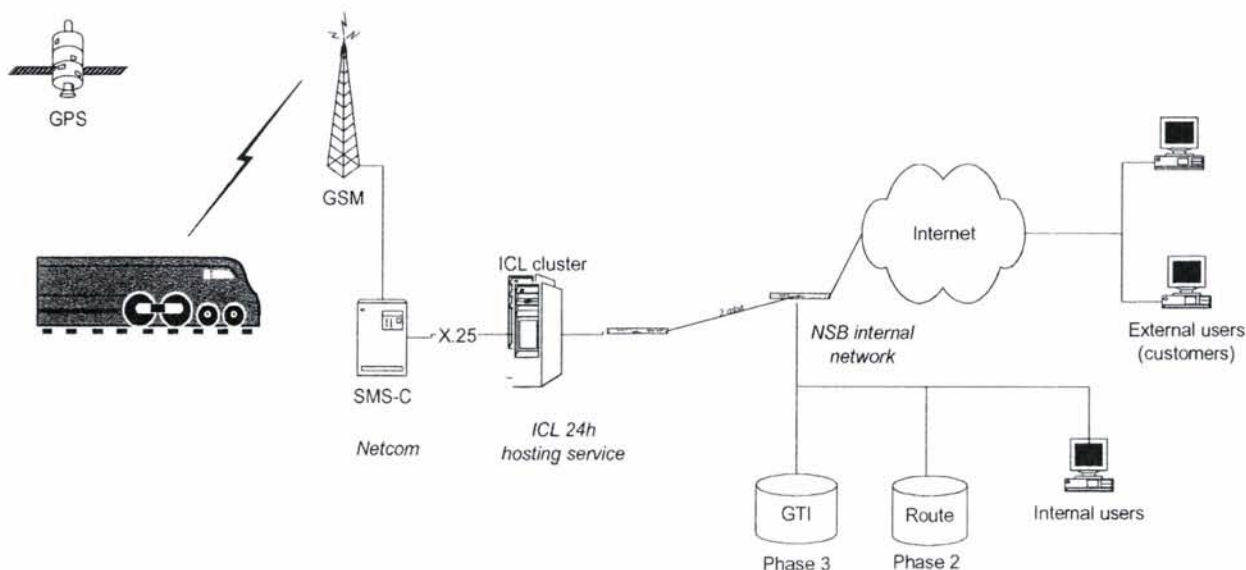 GPS
GSM
ICL cluster
Internet
X.25
NSB internal
network
External users
(customers)
SMS-C
Netcom
ICL 24h
hosting service
GTI
Route
Internal users
Phase 3
Phase 2